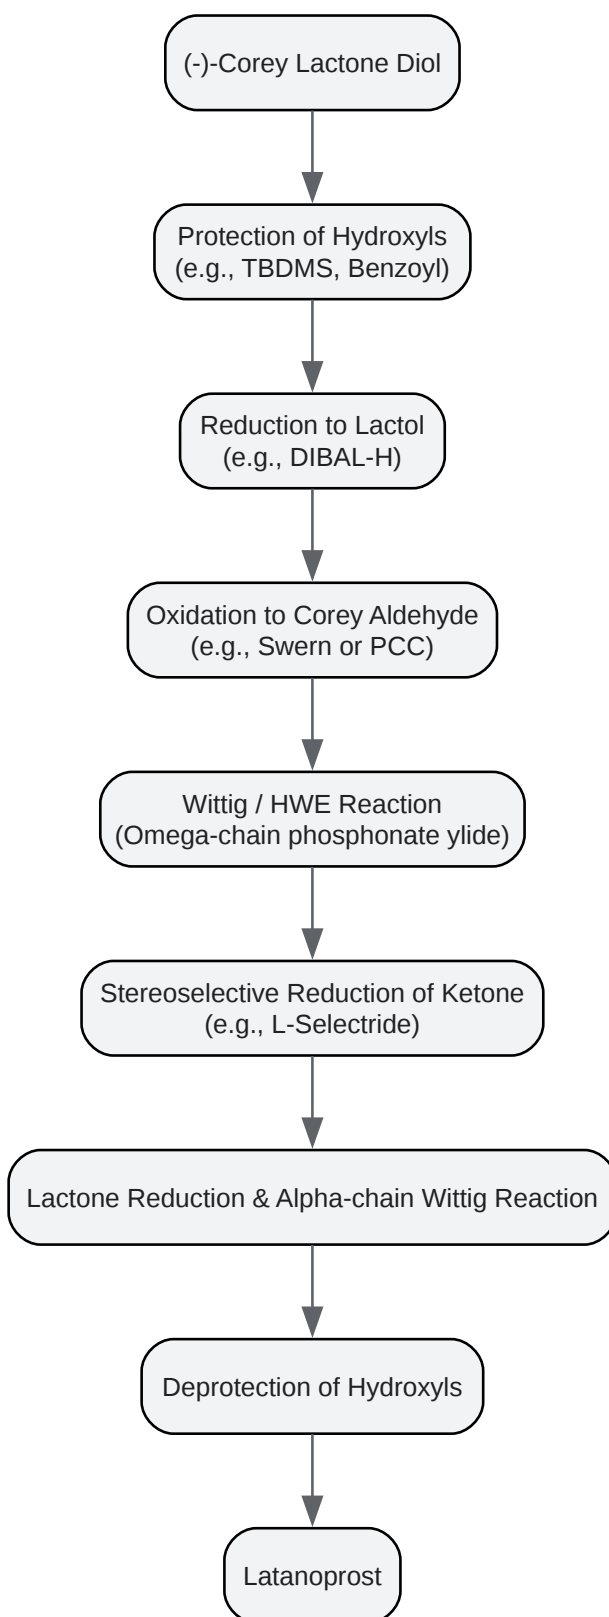 (-)-Corey Lactone Diol
Protection of Hydroxyls
(e.g., TBDMS, Benzoyl)
Reduction to Lactol
(e.g., DIBAL-H)
Oxidation to Corey Aldehyde
(e.g., Swern or PCC)
Wittig / HWE Reaction
(Omega-chain phosphonate ylide)
Stereoselective Reduction of Ketone
(e.g., L-Selectride)
Lactone Reduction & Alpha-chain Wittig Reaction
Deprotection of Hydroxyls
Latanoprost